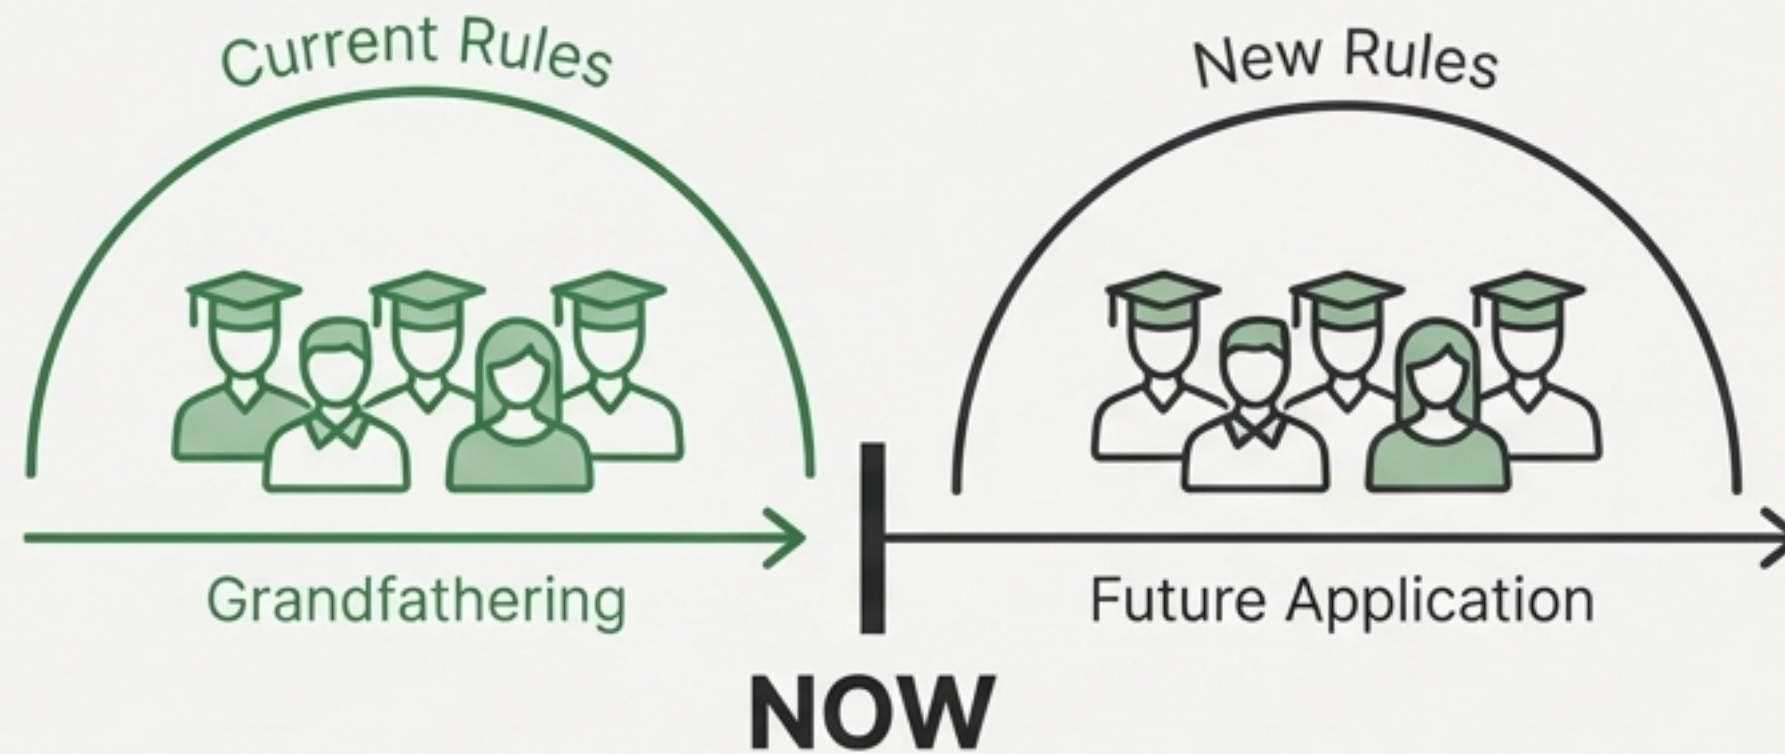 Current Rules
New Rules
Grandfathering
Future Application
NOW